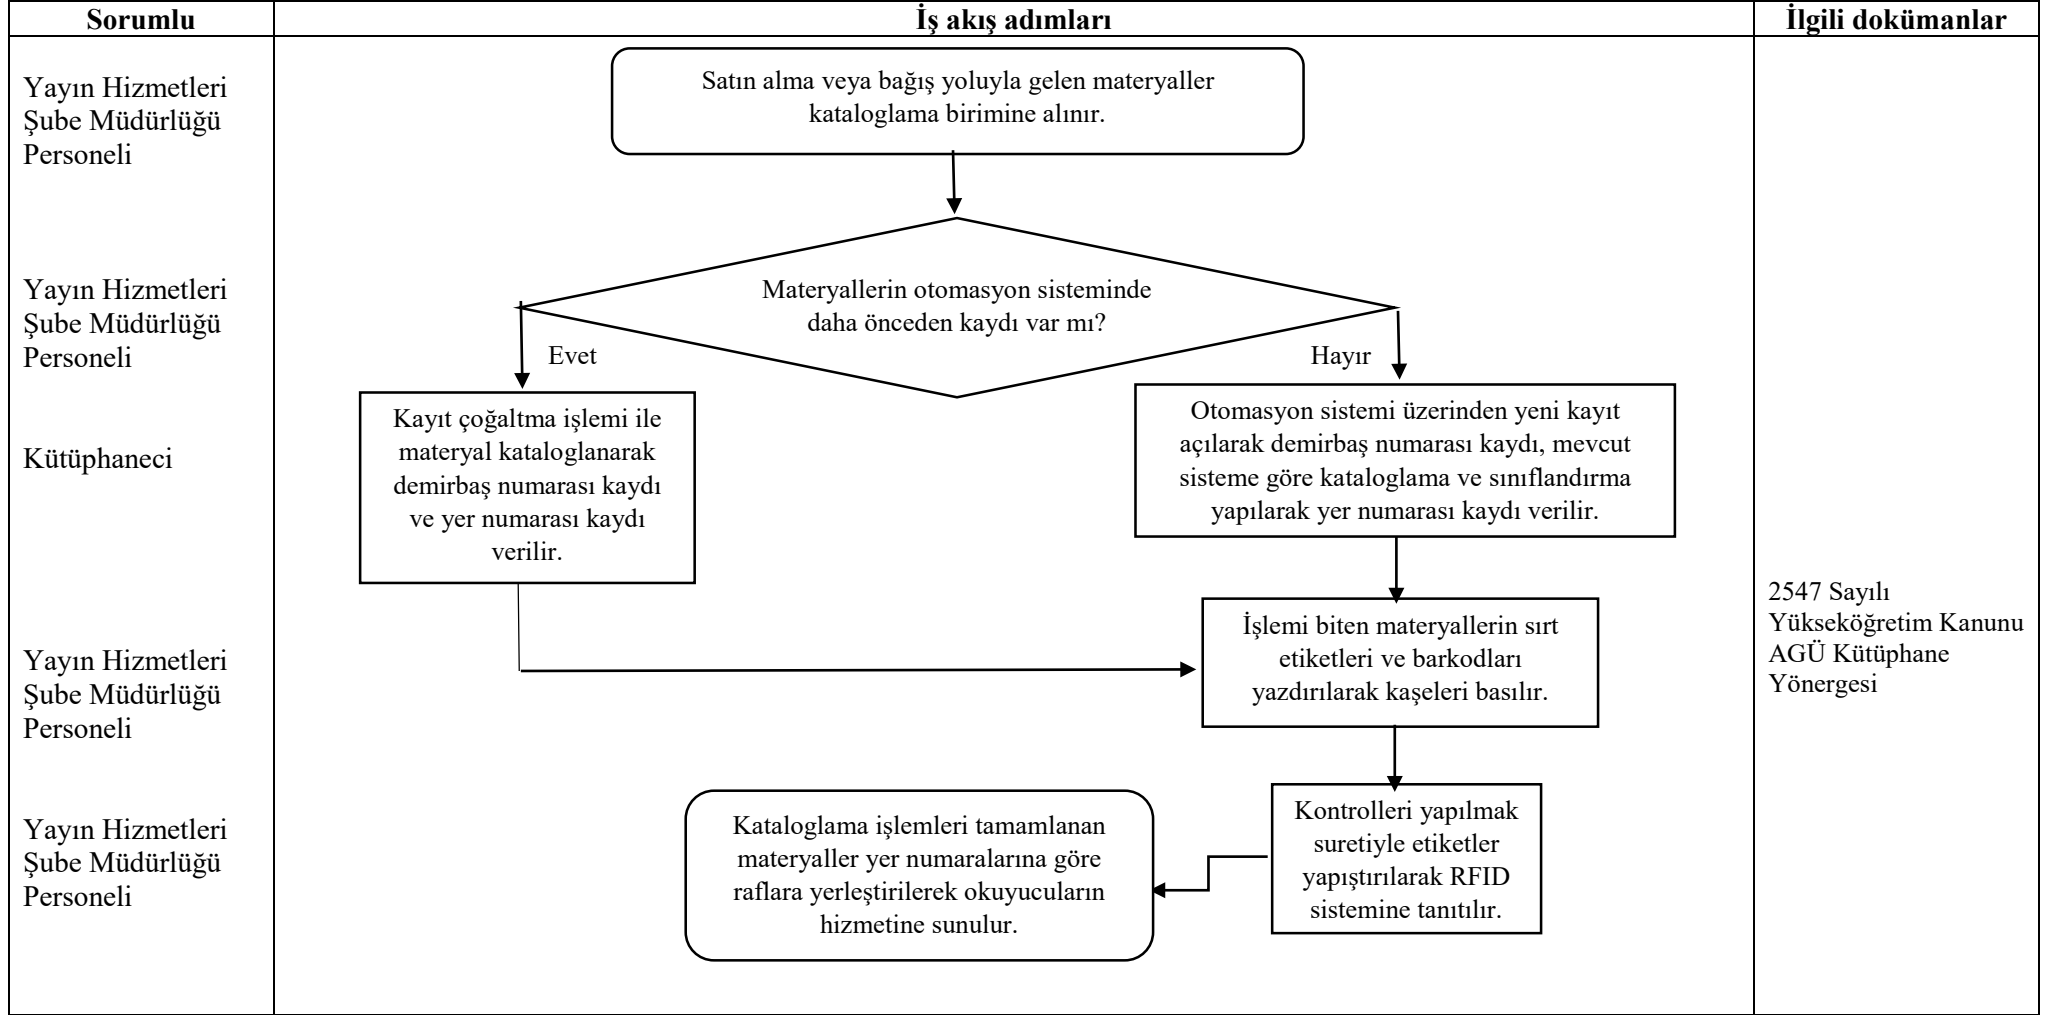 Sorumlu
İş akış adımları
İlgili dokümanlar
Yayın Hizmetleri
Şube Müdürlüğü
Personeli
Satın alma veya bağış yoluyla gelen materyaller
kataloglama birimine alınır.
Yayın Hizmetleri
Şube Müdürlüğü
Personeli
Materyallerin otomasyon sisteminde
daha önceden kaydı var mı?
Evet
Hayır
Kütüphaneci
Kayıt çoğaltma işlemi ile
materyal kataloglanarak
demirbaş numarası kaydı
ve yer numarası kaydı
verilir.
Otomasyon sistemi üzerinden yeni kayıt
açılarak demirbaş numarası kaydı, mevcut
sisteme göre kataloglama ve sınıflandırma
yapılarak yer numarası kaydı verilir.
Yayın Hizmetleri
Şube Müdürlüğü
Personeli
İşlemi biten materyallerin sırt
etiketleri ve barkodları
yazdırılarak kaşeleri basılır.
2547 Sayılı
Yükseköğretim Kanunu
AGÜ Kütüphane
Yönergesi
Yayın Hizmetleri
Şube Müdürlüğü
Personeli
Kontrolleri yapılmak
suretiyle etiketler
yapıştırılarak RFID
sistemine tanıtılır.
Kataloglama işlemleri tamamlanan
materyaller yer numaralarına göre
raflara yerleştirilerek okuyucuların
hizmetine sunulur.